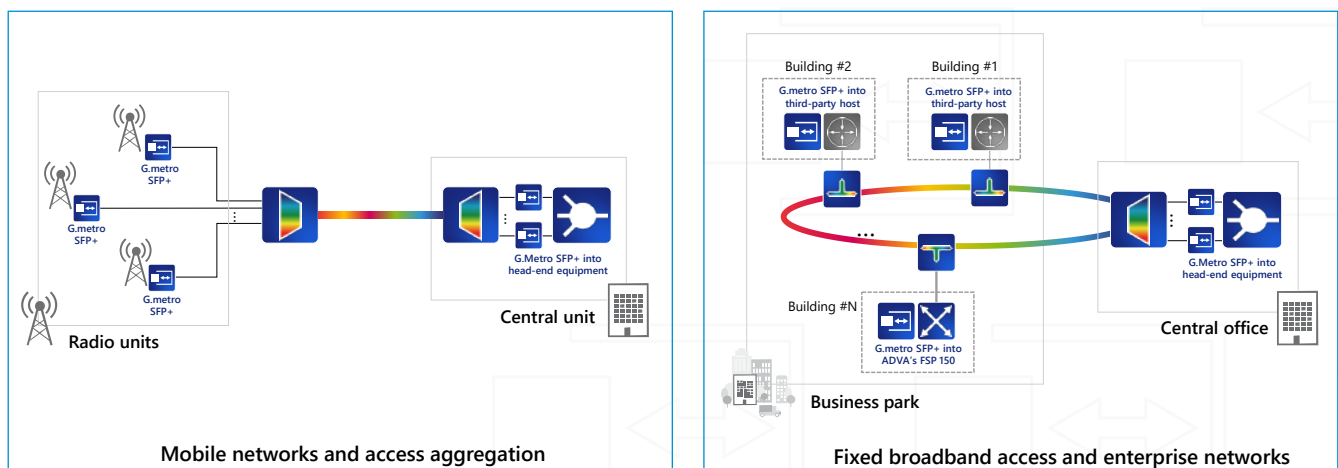 G.metro
SFP+
G.metro
SFP+
G.metro
SFP+
Radio units
G.Metro SFP+ into
head-end equipment
Central unit
Mobile networks and access aggregation
Building #2
G.metro SFP+ into
third-party host
Building #1
G.metro SFP+ into
third-party host
...
Building #N
G.metro SFP+ into
ADVA's FSP 150
Business park
G.Metro SFP+ into
head-end equipment
Central office
Fixed broadband access and enterprise networks